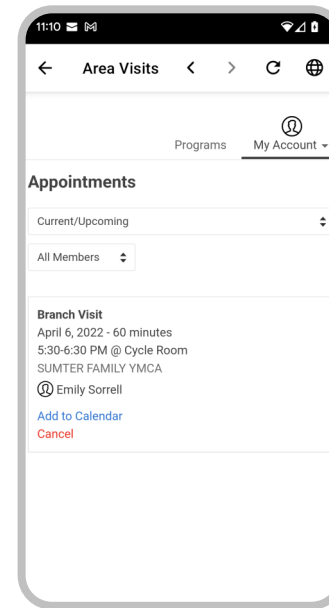 11:10
Area Visits
Programs
My Account
Appointments
Current/Upcoming
All Members
Branch Visit
April 6, 2022 - 60 minutes
5:30-6:30 PM @ Cycle Room
SUMTER FAMILY YMCA
Emily Sorrell
Add to Calendar
Cancel